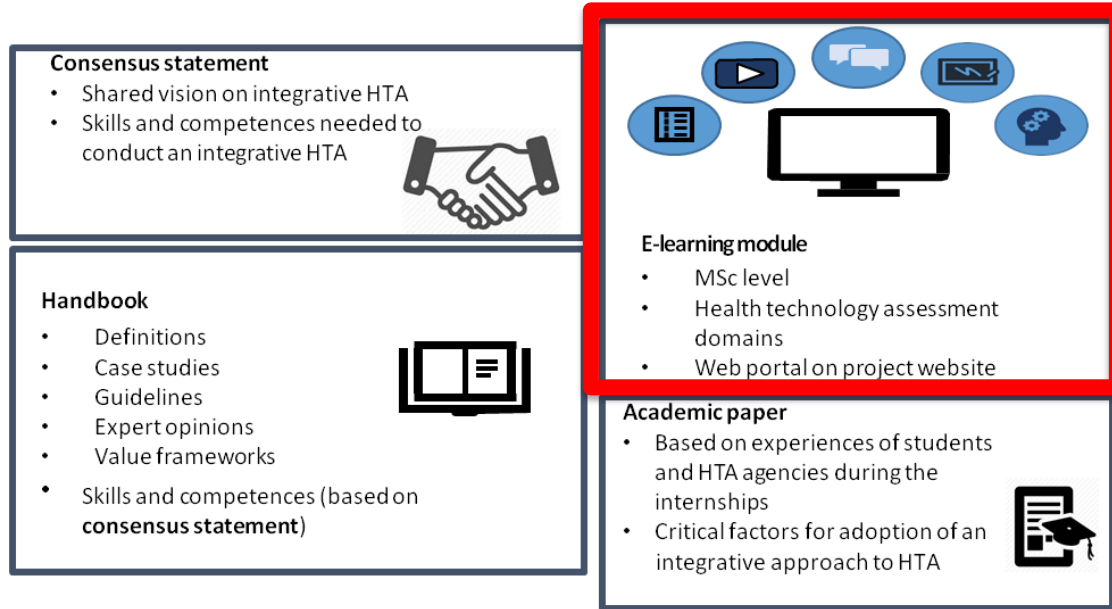 Consensus statement
• Shared vision on integrative HTA
• Skills and competences needed to
conduct an integrative HTA
Handbook
• Definitions
• Case studies
• Guidelines
• Expert opinions
• Value frameworks
• Skills and competences (based on
consensus statement)
E-learning module
• MSc level
• Health technology assessment
domains
• Web portal on project website
Academic paper
• Based on experiences of students
and HTA agencies during the
internships
• Critical factors for adoption of an
integrative approach to HTA